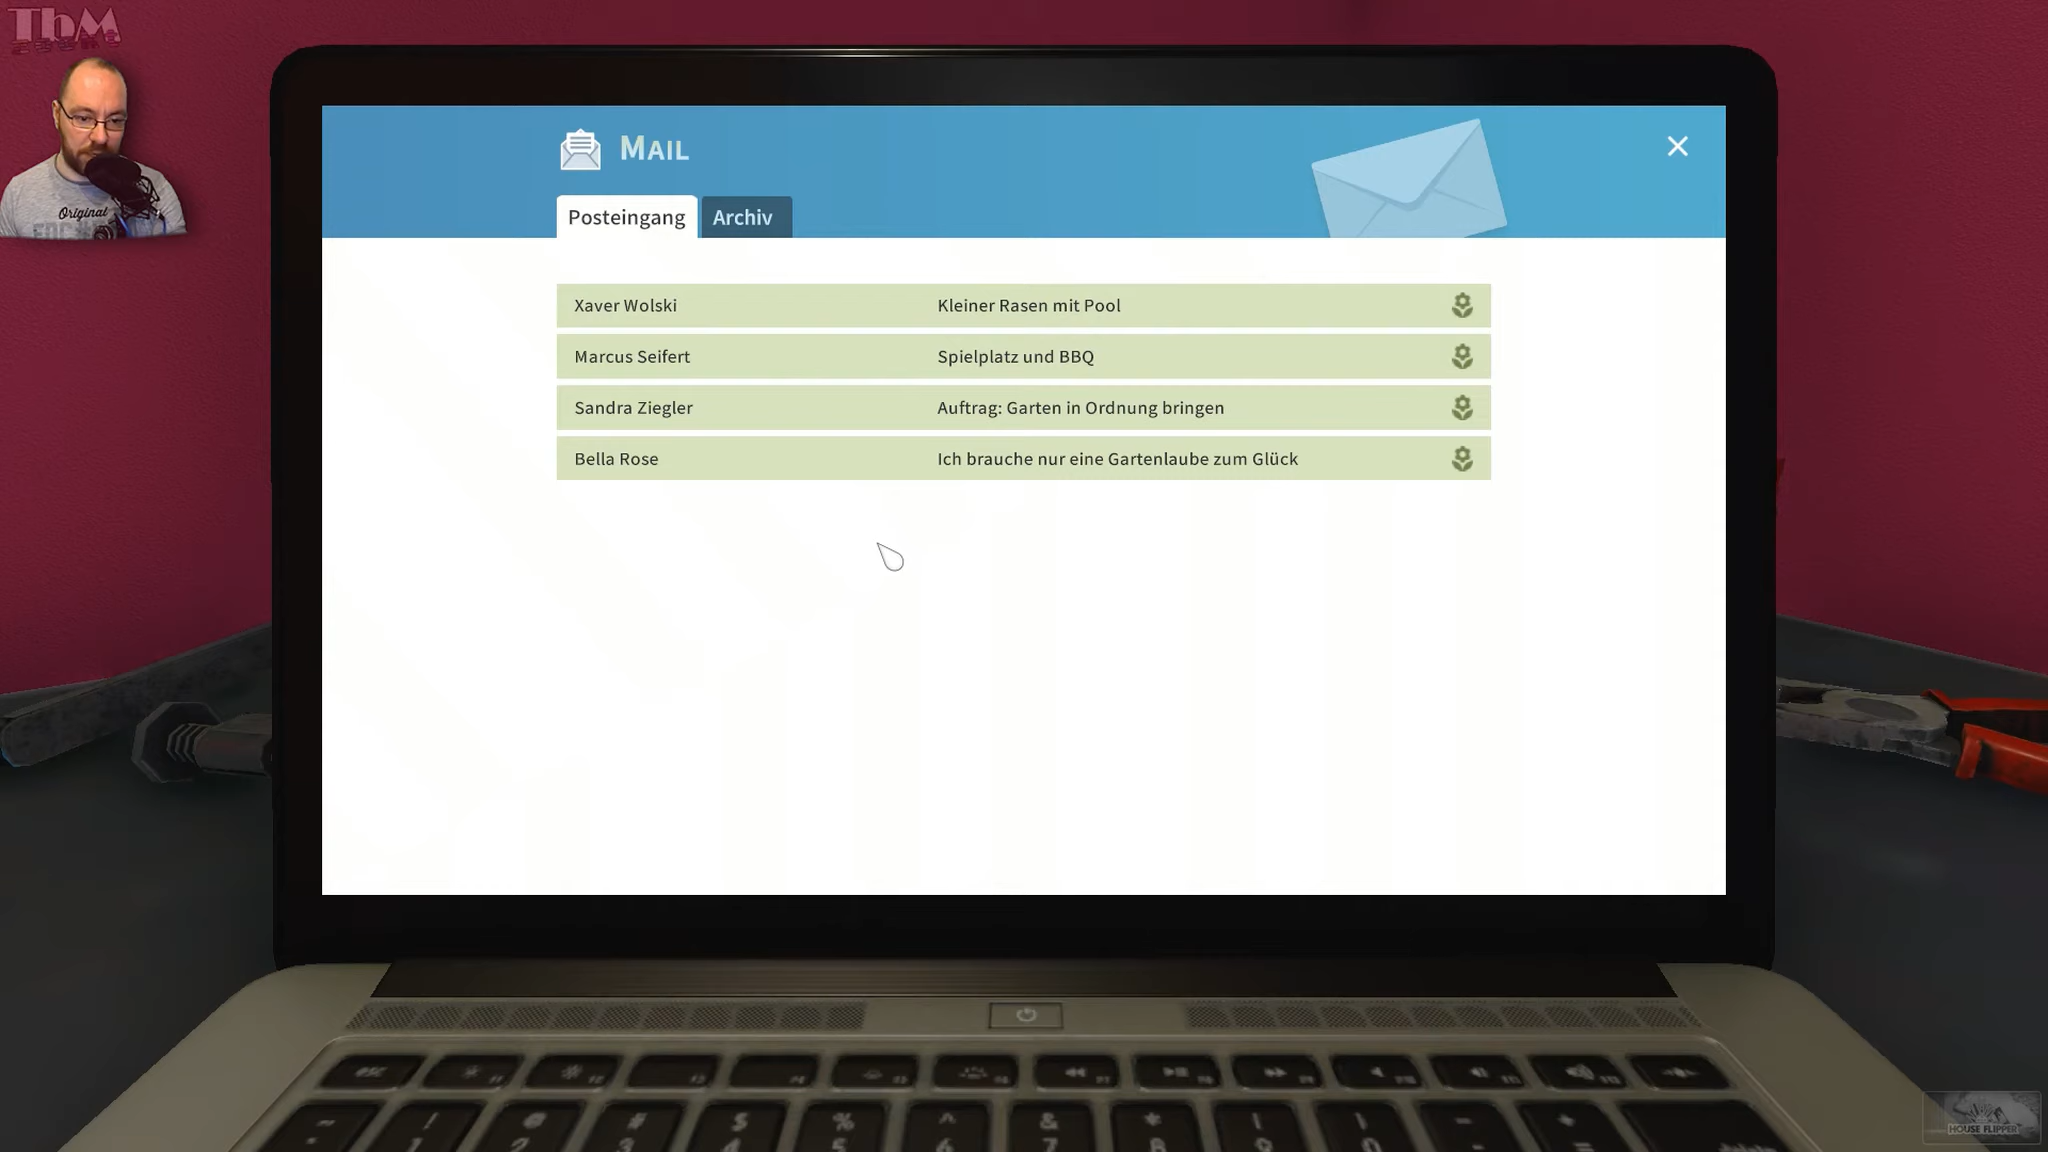 TbM
Original
MAIL
Posteingang
Archiv
Xaver Wolski
Kleiner Rasen mit Pool
Marcus Seifert
Spielplatz und BBQ
Sandra Ziegler
Auftrag: Garten in Ordnung bringen
Bella Rose
Ich brauche nur eine Gartenlaube zum Glück
esc
HOUSE FLIPPER